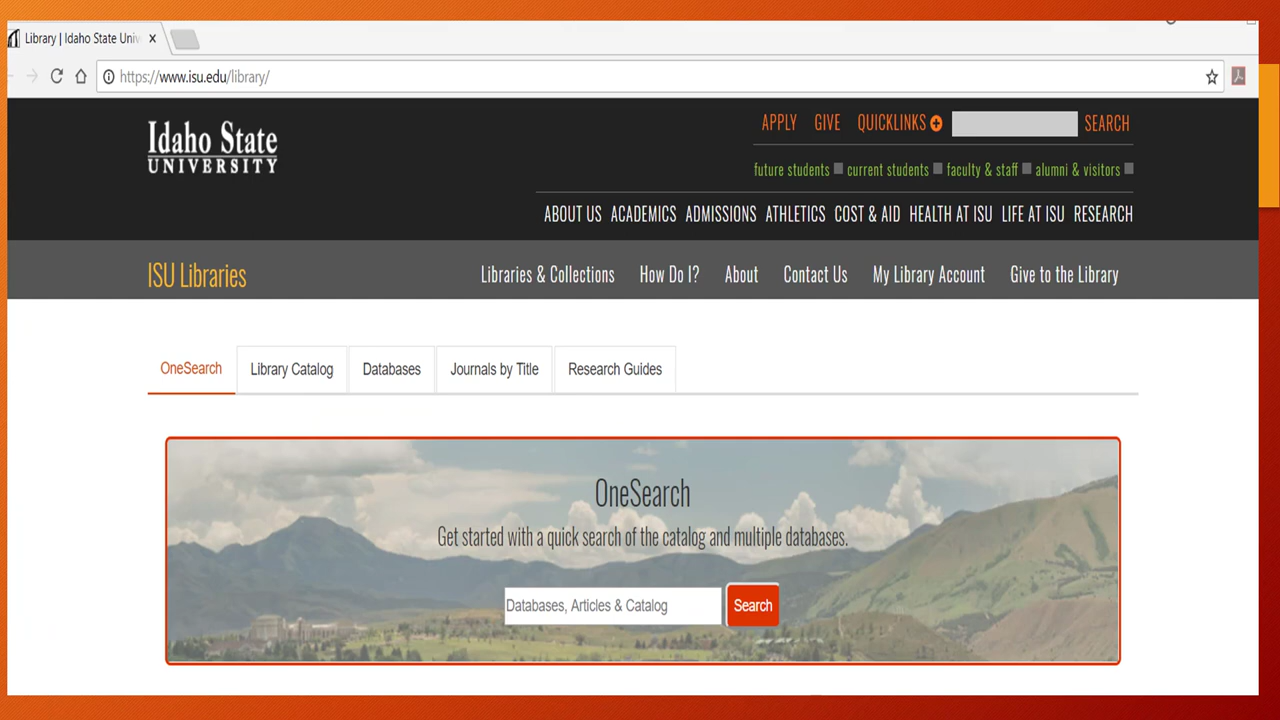 Library | Idaho State Univ
https://www.isu.edu/library/
Idaho State
UNIVERSITY
APPLY GIVE QUICKLINKS SEARCH
future students current students faculty & staff alumni & visitors
ABOUT US ACADEMICS ADMISSIONS ATHLETICS COST & AID HEALTH AT ISU LIFE AT ISU RESEARCH
ISU Libraries
Libraries & Collections How Do I? About Contact Us My Library Account Give to the Library
OneSearch Library Catalog Databases Journals by Title Research Guides
OneSearch
Get started with a quick search of the catalog and multiple databases.
Databases, Articles & Catalog Search